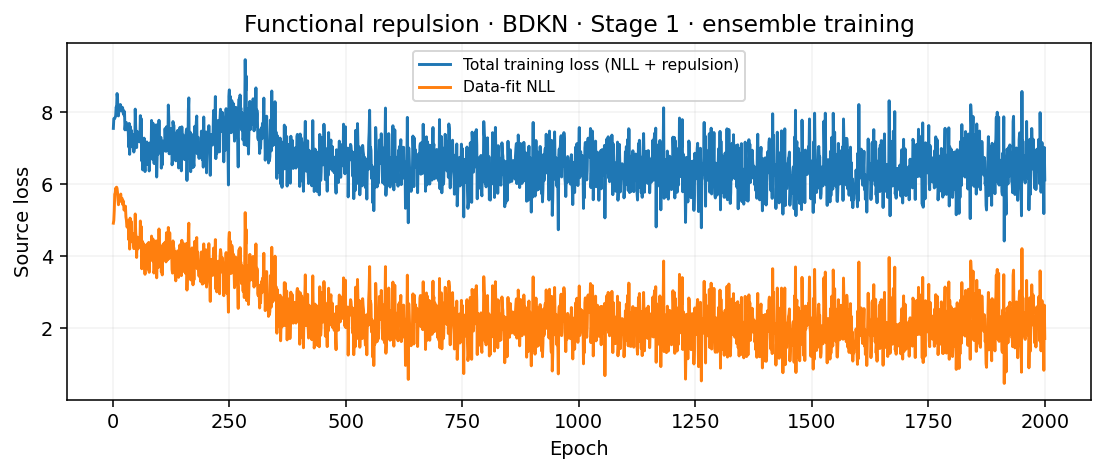 Functional repulsion · BDKN · Stage 1 · ensemble training
Total training loss (NLL + repulsion)
Data-fit NLL
Source loss
8
6
4
2
0
250
500
750
1000
1250
1500
1750
2000
Epoch